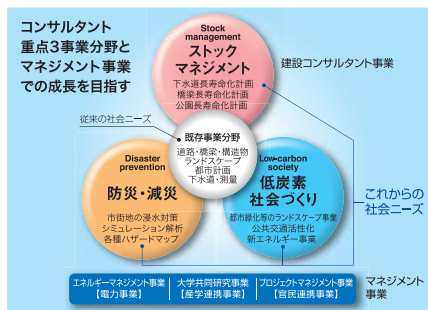 コンサルタント
重点3事業分野と
マネジメント事業
での成長を目指す
Stock
management
ストック
マネジメント
下水道長寿命化計画
橋梁長寿命化計画
公園長寿命化計画
建設コンサルタント事業
従来の社会ニーズ
既存事業分野
道路・橋梁・構造物
ランドスケープ
都市計画
下水道・測量
Disaster
prevention
防災・減災
市街地の浸水対策
シミュレーション解析
各種ハザードマップ
Low-carbon
society
低炭素
社会づくり
都市緑化等のランドスケープ事業
公共交通活性化
新エネルギー事業
これからの
社会ニーズ
エネルギーマネジメント事業
【電力事業】
大学共同研究事業
【産学連携事業】
プロジェクトマネジメント事業
【官民連携事業】
マネジメント
事業